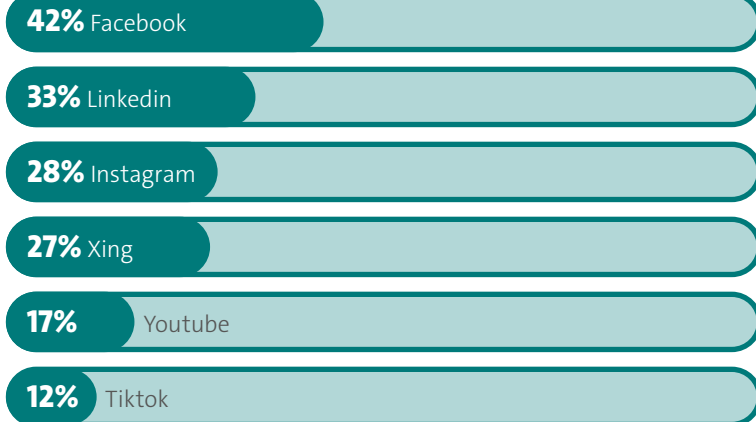 42% Facebook
33% Linkedin
28% Instagram
27% Xing
17% Youtube
12% Tiktok